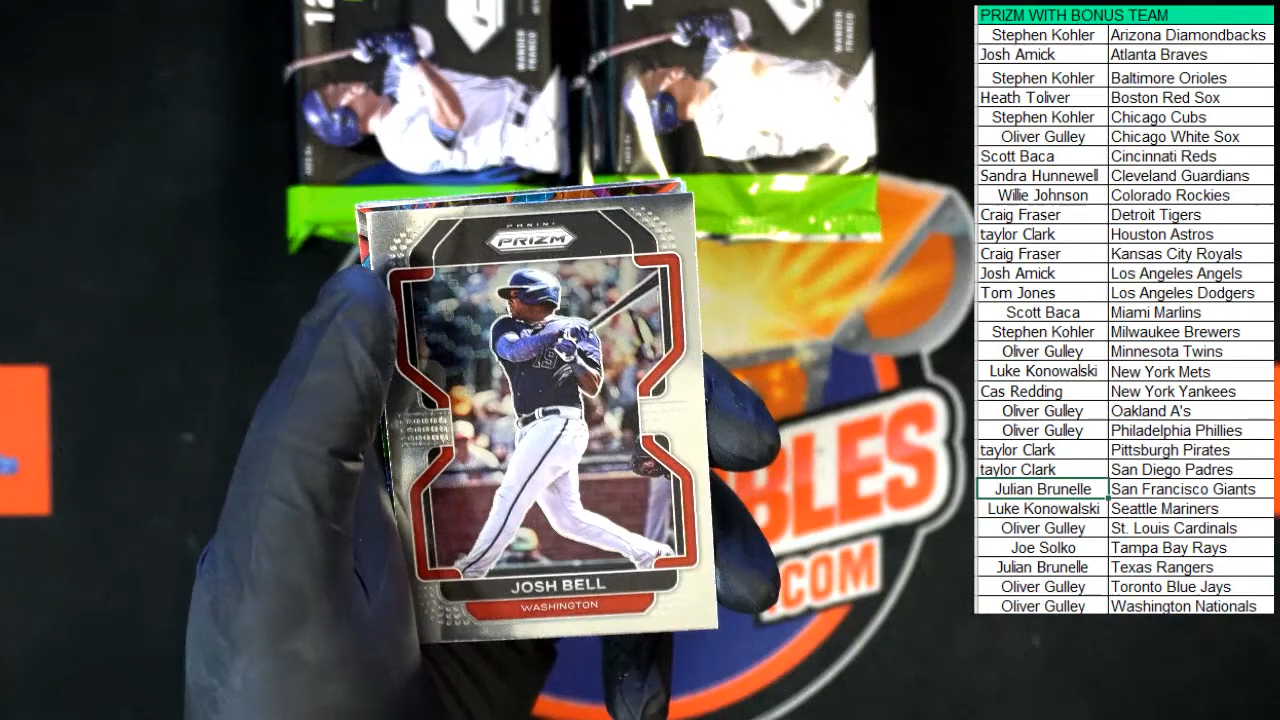 WANDER
FRANCO
WANDER
FRANCO
AGES 9+
PANINI
PRIZM
JOSH BELL
WASHINGTON
BLES
.COM
PRIZM WITH BONUS TEAM
Stephen Kohler Arizona Diamondbacks
Josh Amick Atlanta Braves
Stephen Kohler Baltimore Orioles
Heath Toliver Boston Red Sox
Stephen Kohler Chicago Cubs
Oliver Gulley Chicago White Sox
Scott Baca Cincinnati Reds
Sandra Hunnewell Cleveland Guardians
Willie Johnson Colorado Rockies
Craig Fraser Detroit Tigers
taylor Clark Houston Astros
Craig Fraser Kansas City Royals
Josh Amick Los Angeles Angels
Tom Jones Los Angeles Dodgers
Scott Baca Miami Marlins
Stephen Kohler Milwaukee Brewers
Oliver Gulley Minnesota Twins
Luke Konowalski New York Mets
Cas Redding New York Yankees
Oliver Gulley Oakland A's
Oliver Gulley Philadelphia Phillies
taylor Clark Pittsburgh Pirates
taylor Clark San Diego Padres
Julian Brunelle San Francisco Giants
Luke Konowalski Seattle Mariners
Oliver Gulley St. Louis Cardinals
Joe Solko Tampa Bay Rays
Julian Brunelle Texas Rangers
Oliver Gulley Toronto Blue Jays
Oliver Gulley Washington Nationals